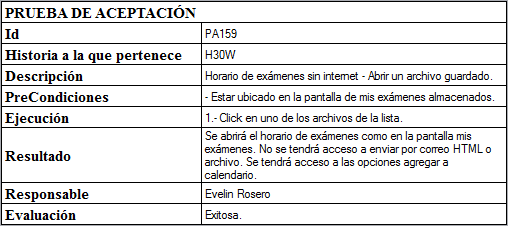 PRUEBA DE ACEPTACIÓN
Id PA159
Historia a la que pertenece H30W
Descripción Horario de exámenes sin internet - Abrir un archivo guardado.
PreCondiciones - Estar ubicado en la pantalla de mis exámenes almacenados.
Ejecución 1.- Click en uno de los archivos de la lista.
Resultado Se abrirá el horario de exámenes como en la pantalla mis
exámenes. No se tendrá acceso a enviar por correo HTML o
archivo. Se tendrá acceso a las opciones agregar a
calendario.
Responsable Evelin Rosero
Evaluación Exitosa.